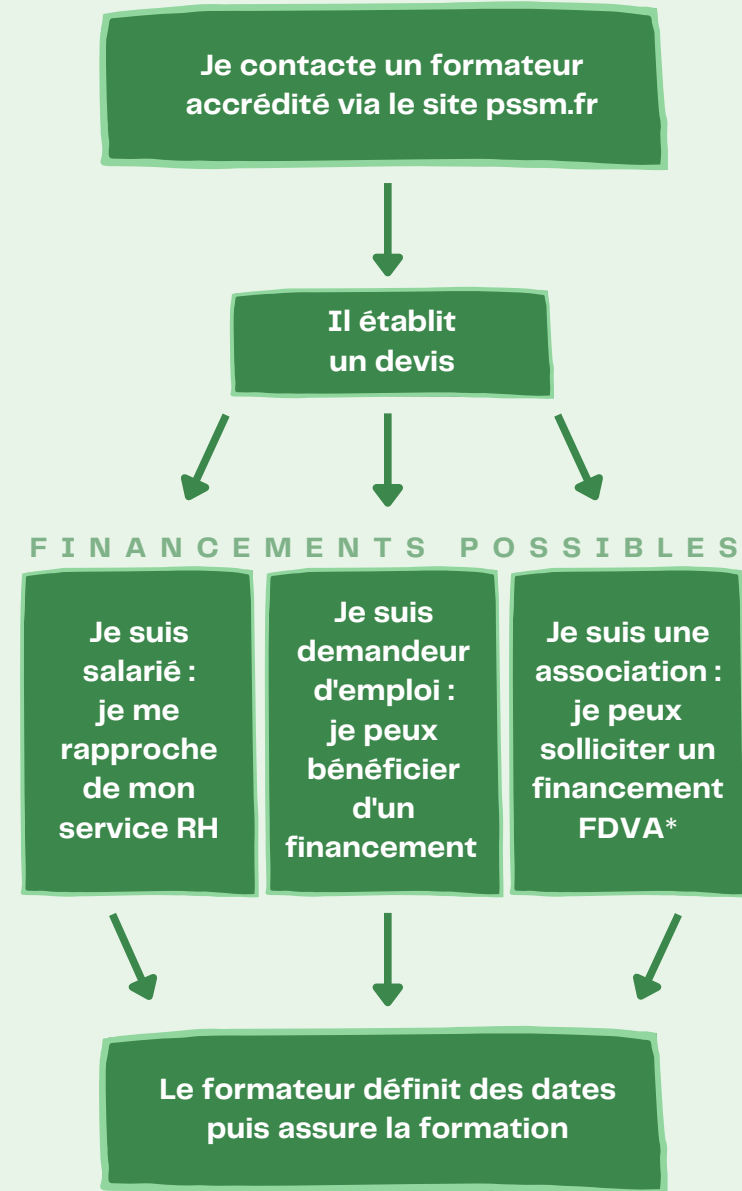 Je contacte un formateur
accrédité via le site pssm.fr
Il établit
un devis
FINANCEMENTS POSSIBLES
Je suis
salarié :
je me
rapproche
de mon
service RH
Je suis
demandeur
d'emploi :
je peux
bénéficier
d'un
financement
Je suis une
association :
je peux
solliciter un
financement
FDVA*
Le formateur définit des dates
puis assure la formation